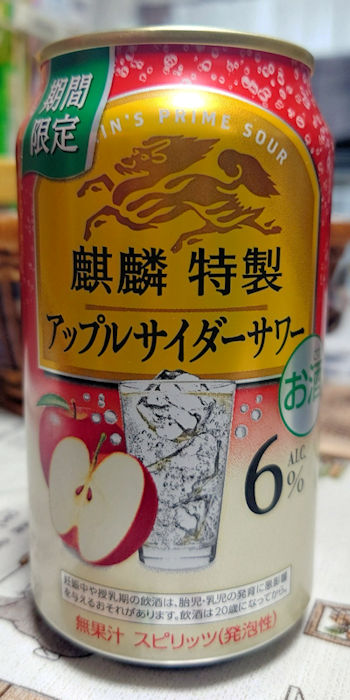 期間
限定
IN'S PRIME SOUR
麒麟 特製
アップルサイダーサワー
お酒
6
ALC.
%
妊娠中や授乳期の飲酒は、胎児・乳児の発育に悪影響
を与えるおそれがあります。飲酒は20歳になってから。
無果汁 スピリッツ(発泡性)